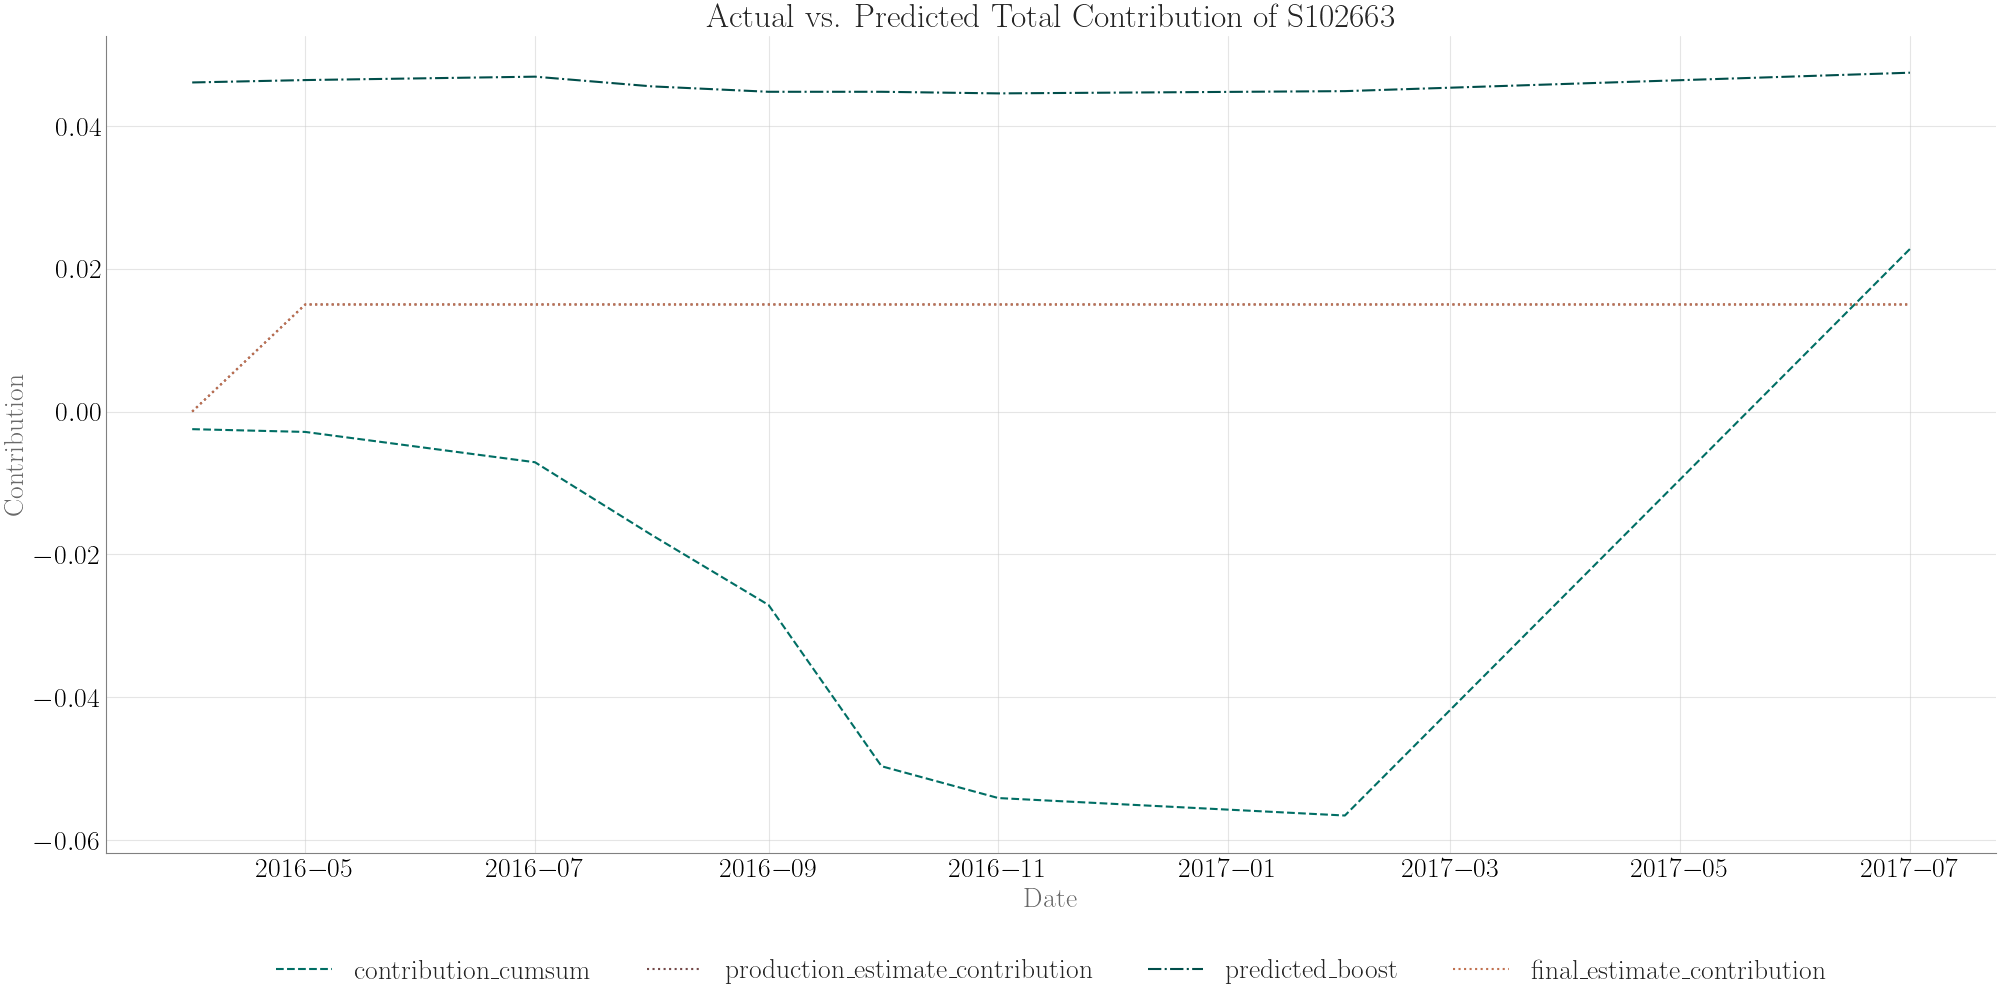 Actual vs. Predicted Total Contribution of S102663
0.04
0.02
0.00
−0.02
−0.04
−0.06
Contribution
2016−05 2016−07 2016−09 2016−11 2017−01 2017−03 2017−05 2017−07
Date
contribution_cumsum production_estimate_contribution predicted_boost final_estimate_contribution